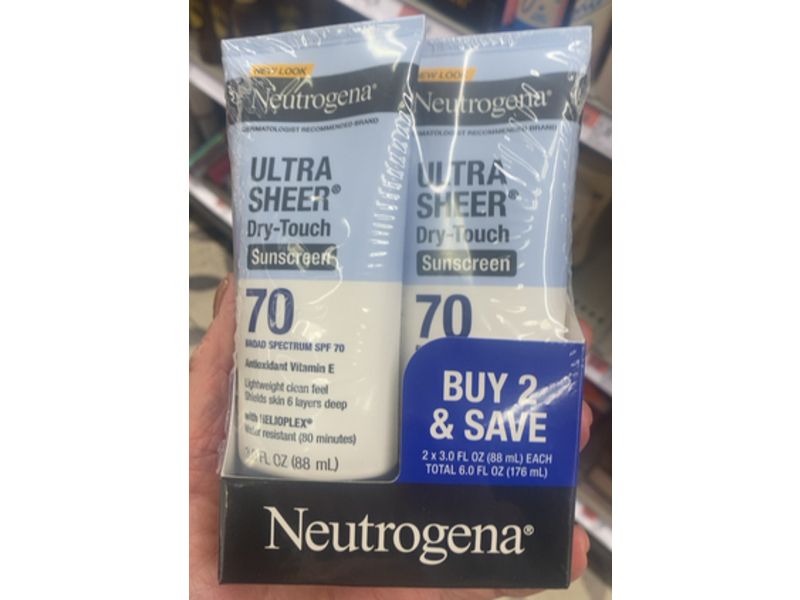 NEW LOOK
Neutrogena®
DERMATOLOGIST RECOMMENDED BRAND
ULTRA
SHEER®
Dry-Touch
Sunscreen
70
BROAD SPECTRUM SPF 70
Antioxidant Vitamin E
Lightweight clean feel
Shields skin 6 layers deep
with HELIOPLEX®
Water resistant (80 minutes)
3.0 FL OZ (88 mL)
EW LOOK
Neutrogena®
DERMATOLOGIST RECOMMENDED BRAND
ULTRA
SHEER®
Dry-Touch
Sunscreen
70
BUY 2
& SAVE
2 x 3.0 FL OZ (88 mL) EACH
TOTAL 6.0 FL OZ (176 mL)
Neutrogena®